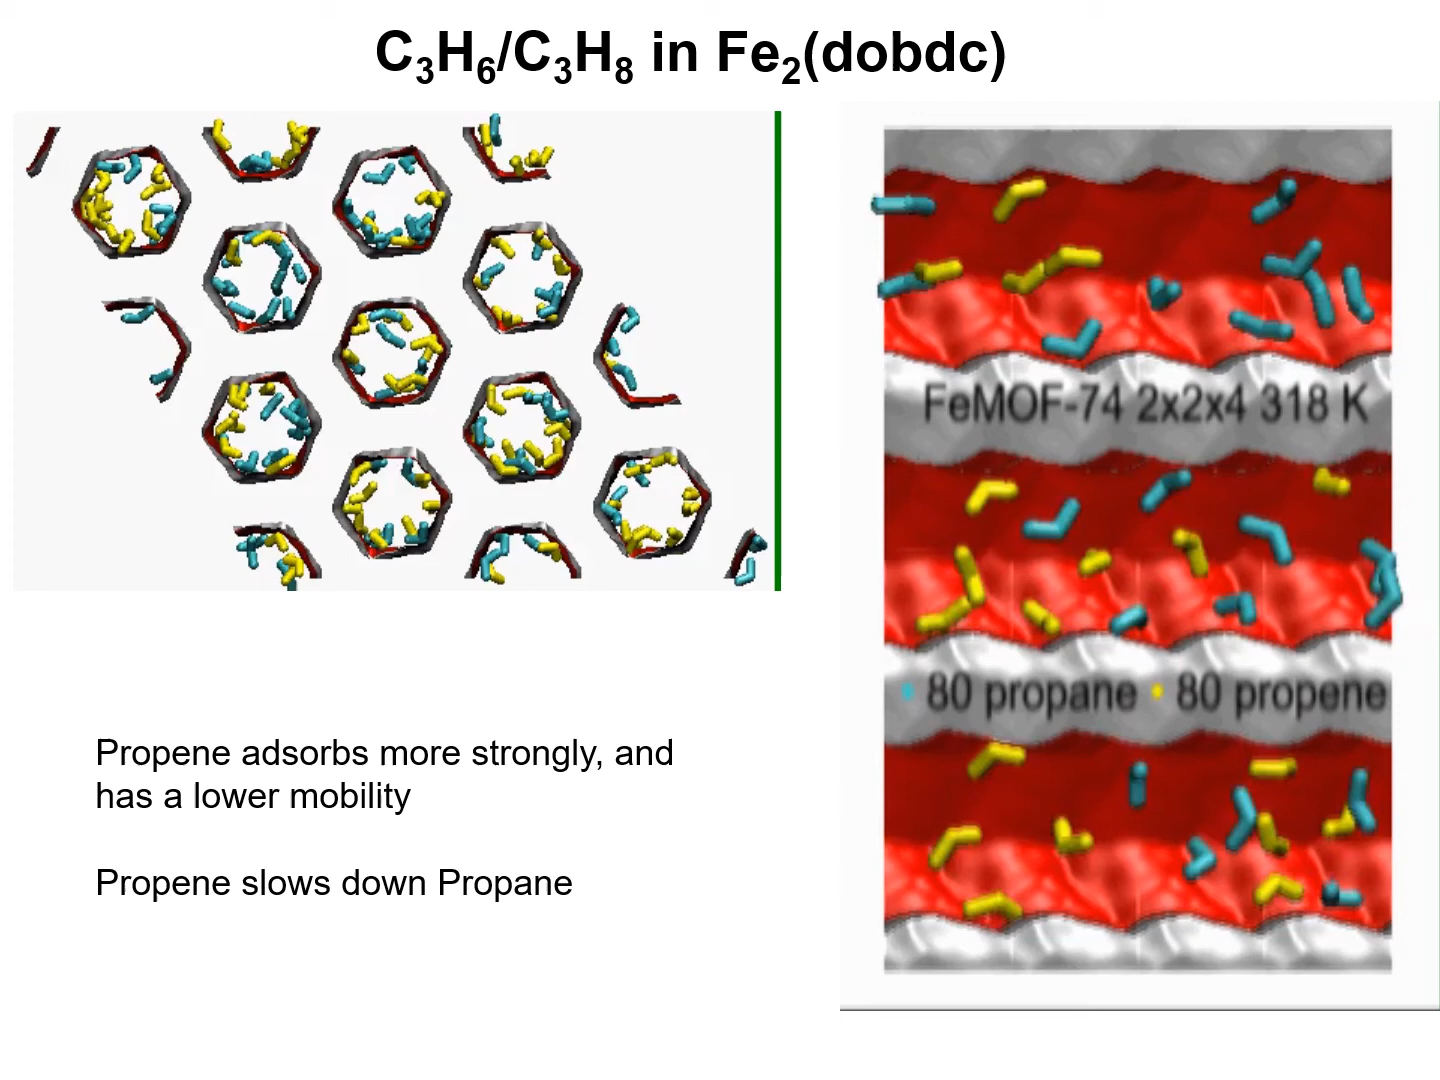 C₃H₆/C₃H₈ in Fe₂(dobdc)
FeMOF-74 2x2x4 318 K
80 propane 80 propene
Propene adsorbs more strongly, and
has a lower mobility
Propene slows down Propane